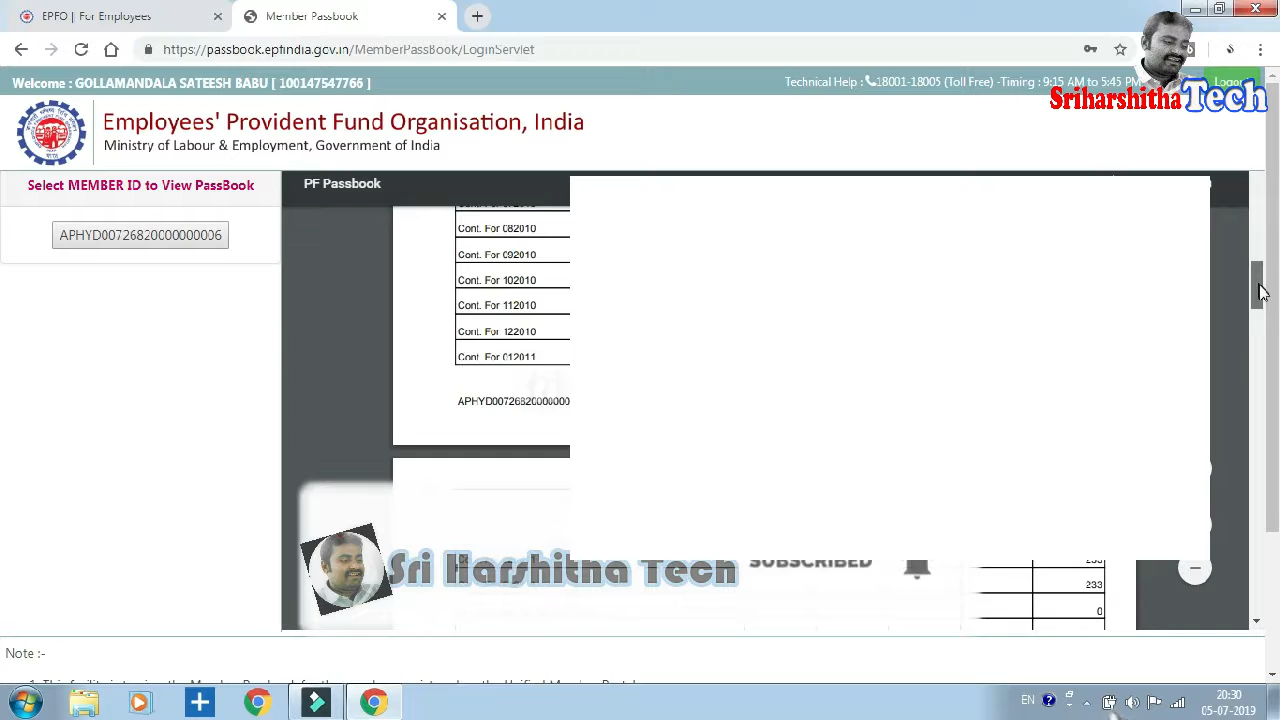 EPFO | For Employees
Member Passbook
https://passbook.epfindia.gov.in/MemberPassBook/LoginServlet
Welcome : GOLLAMANDALA SATEESH BABU [ 100147547766 ]
Technical Help : 18001-18005 (Toll Free) -Timing : 9:15 AM to 5:45 PM
Logout
Sriharshitha Tech
Employees' Provident Fund Organisation, India
Ministry of Labour & Employment, Government of India
Select MEMBER ID to View PassBook
APHYD00726820000000006
PF Passbook
Cont. For 082010
Cont. For 092010
Cont. For 102010
Cont. For 112010
Cont. For 122010
Cont. For 012011
APHYD0072682000000
Sri Harshitha Tech
SUBSCRIBED
233
233
0
Note :-
EN
20:30
05-07-2019